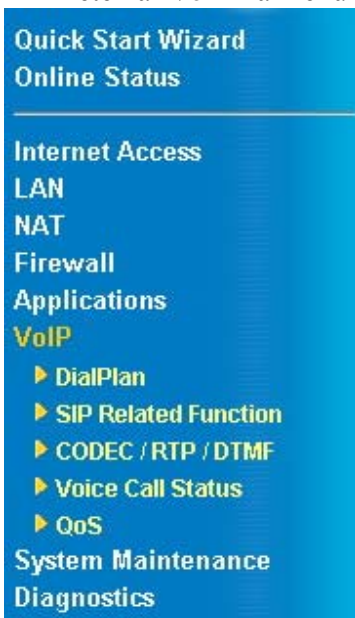 Quick Start Wizard
Online Status
Internet Access
LAN
NAT
Firewall
Applications
VoIP
DialPlan
SIP Related Function
CODEC / RTP / DTMF
Voice Call Status
QoS
System Maintenance
Diagnostics